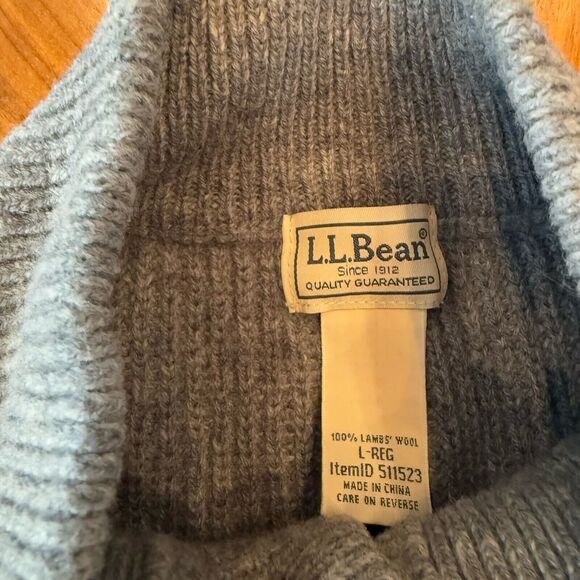 L.L.Bean®
Since 1912
QUALITY GUARANTEED
100% LAMBS' WOOL
L-REG
ItemID 511523
MADE IN CHINA
CARE ON REVERSE